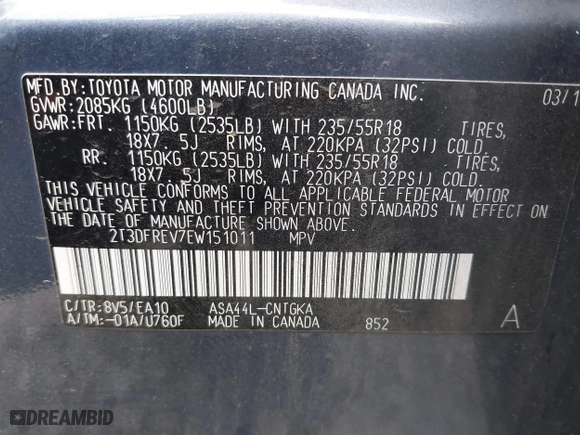 MFD.BY:TOYOTA MOTOR MANUFACTURING CANADA INC.
03/1
GVWR:2085KG (4600LB)
GAWR:FRT. 1150KG (2535LB) WITH 235/55R18 TIRES,
18X7 5J RIMS, AT 220KPA (32PSI) COLD.
RR. 1150KG (2535LB) WITH 235/55R18 TIRES,
18X7 5J RIMS, AT 220KPA (32PSI) COLD.
THIS VEHICLE CONFORMS TO ALL APPLICABLE FEDERAL MOTOR
VEHICLE SAFETY AND THEFT PREVENTION STANDARDS IN EFFECT ON
THE DATE OF MANUFACTURE SHOWN ABOVE.
2T3DFREV7EW151011 MPV
C/TR:8V5/EA10 ASA44L-CNTGKA
A/TM:-01A/U760F MADE IN CANADA 852 A
DREAMBID